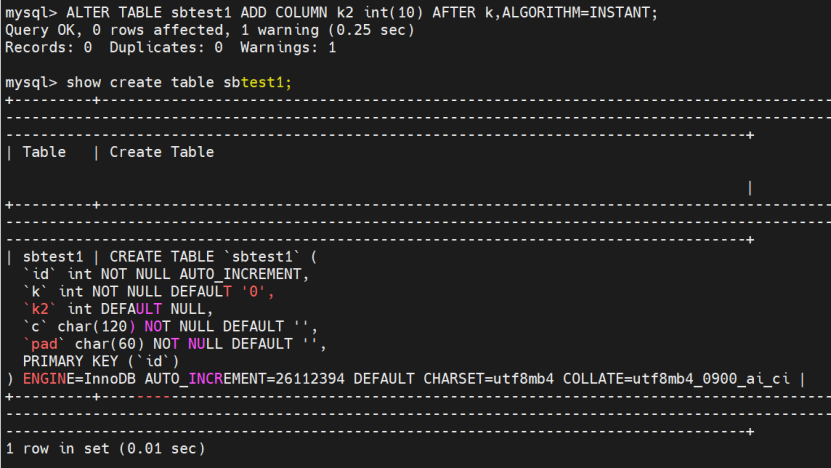 mysql> ALTER TABLE sbtest1 ADD COLUMN k2 int(10) AFTER k,ALGORITHM=INSTANT;
Query OK, 0 rows affected, 1 warning (0.25 sec)
Records: 0  Duplicates: 0  Warnings: 1
mysql> show create table sbtest1;
| Table   | Create Table
|
| sbtest1 | CREATE TABLE `sbtest1` (
  `id` int NOT NULL AUTO_INCREMENT,
  `k` int NOT NULL DEFAULT '0',
  `k2` int DEFAULT NULL,
  `c` char(120) NOT NULL DEFAULT '',
  `pad` char(60) NOT NULL DEFAULT '',
  PRIMARY KEY (`id`)
) ENGINE=InnoDB AUTO_INCREMENT=26112394 DEFAULT CHARSET=utf8mb4 COLLATE=utf8mb4_0900_ai_ci |
1 row in set (0.01 sec)